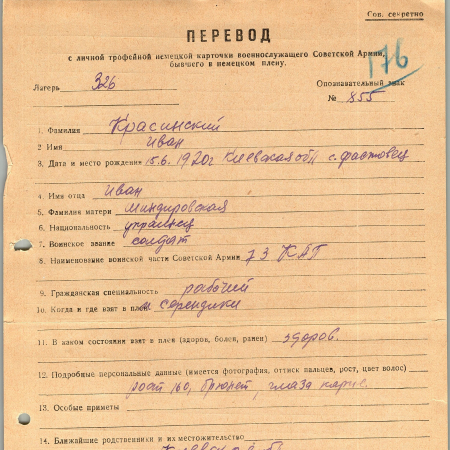 Сов. секретно
ПЕРЕВОД
с личной трофейной немецкой карточки военнослужащего Советской Армии,
бывшего в немецком плену.
176
Лагерь 326
Опознавательный знак
№ 855
1. Фамилия Красинский
2 Имя Иван
3. Дата и место рождения 15.6.1920г Киевская обл с. Фастовец
4. Имя отца Иван
5. Фамилия матери Миндировская
6. Национальность украинец
7. Воинское звание солдат
8. Наименование воинской части Советской Армии 73 КАП
9. Гражданская специальность рабочий
10. Когда и где взят в плен
11. В каком состоянии взят в плен (здоров, болен, ранен) здоров.
12. Подробные персональные данные (имеется фотография, оттиск пальцев, рост, цвет волос)
рост 160, брюнет, глаза карие
13. Особые приметы
14. Ближайшие родственники и их местожительство